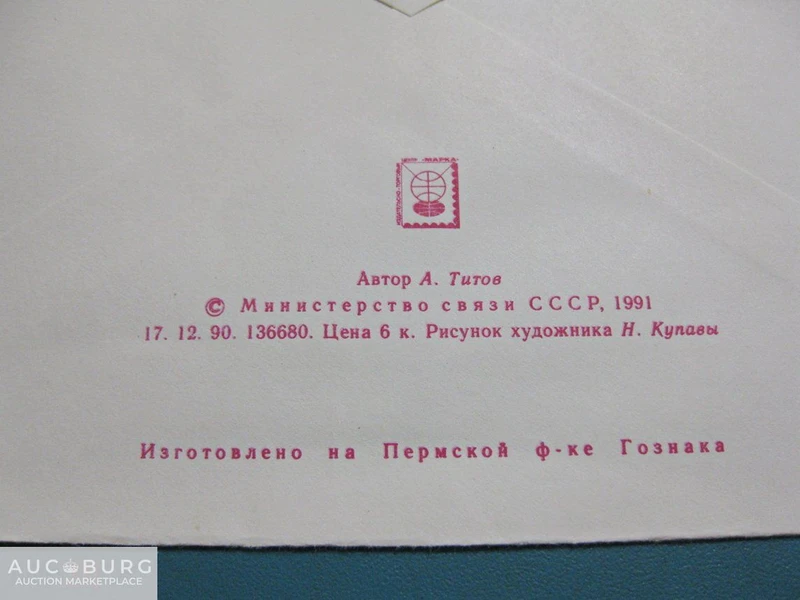 «МАРКА»
Автор А. Титов
© Министерство связи СССР, 1991
17. 12. 90. 136680. Цена 6 к. Рисунок художника Н. Купавы
Изготовлено на Пермской ф-ке Гознака
AUCBURG
AUCTION MARKETPLACE